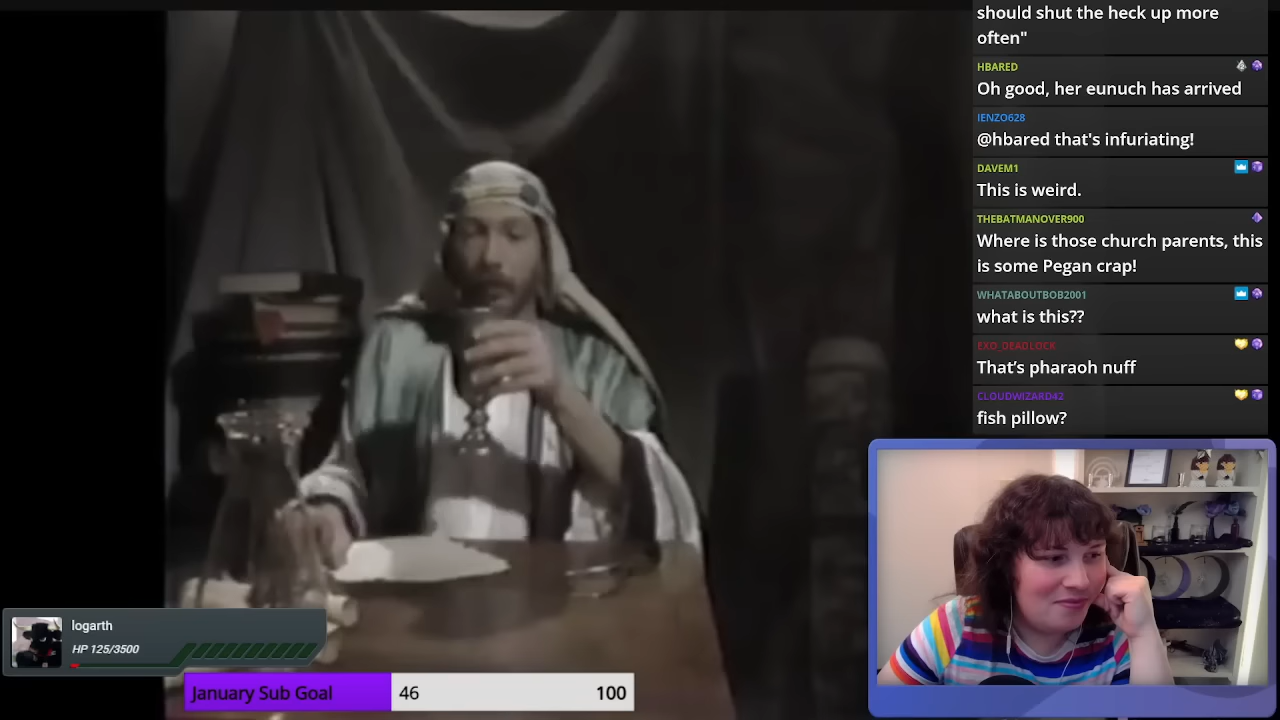 should shut the heck up more
often"
HBARED
Oh good, her eunuch has arrived
IENZO628
@hbared that's infuriating!
DAVEM1
This is weird.
THEBATMANOVER900
Where is those church parents, this
is some Pegan crap!
WHATABOUTBOB2001
what is this??
EXO_DEADLOCK
That's pharaoh nuff
CLOUDWIZARD42
fish pillow?
logarth
HP 125/3500
January Sub Goal 46 100